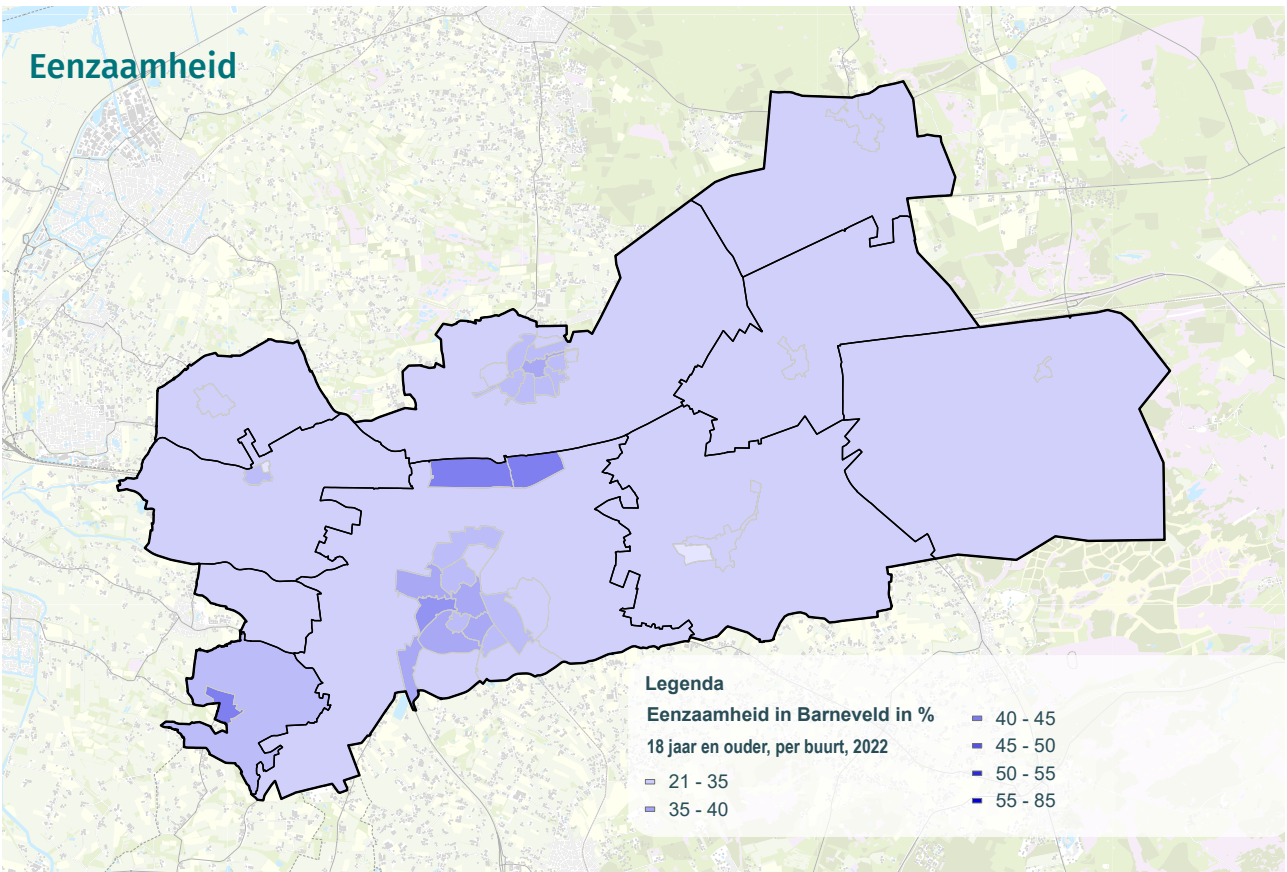 Eenzaamheid
Legenda
Eenzaamheid in Barneveld in %
18 jaar en ouder, per buurt, 2022
21 - 35
35 - 40
40 - 45
45 - 50
50 - 55
55 - 85